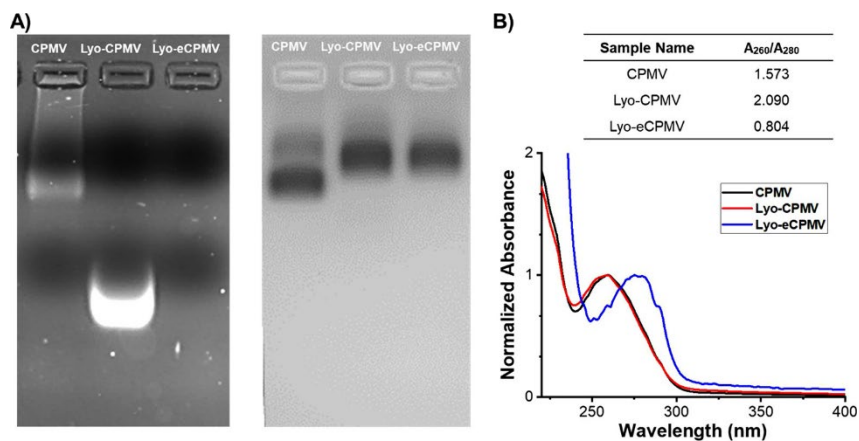 A)
CPMV Lyo-CPMV Lyo-eCPMV
CPMV Lyo-CPMV Lyo-eCPMV
B)
Sample Name A₂₆₀/A₂₈₀
CPMV 1.573
Lyo-CPMV 2.090
Lyo-eCPMV 0.804
CPMV
Lyo-CPMV
Lyo-eCPMV
Normalized Absorbance
2
1
0
250 300 350 400
Wavelength (nm)